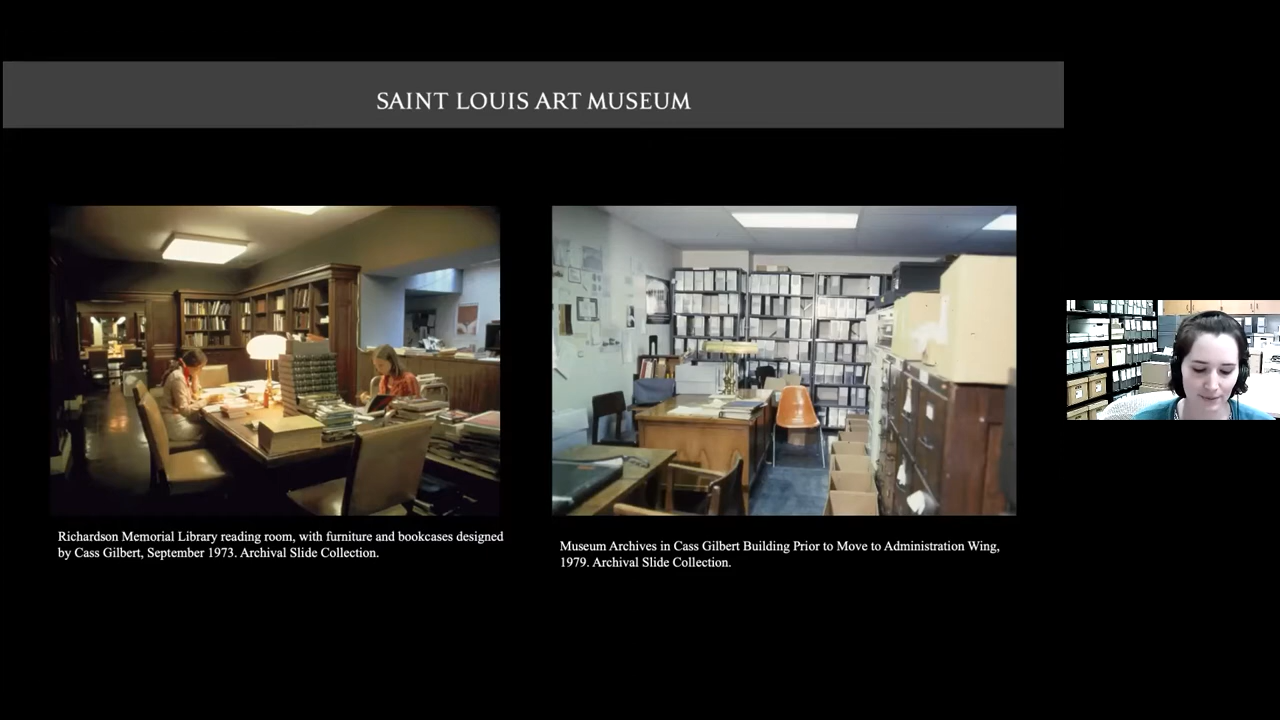 SAINT LOUIS ART MUSEUM
Richardson Memorial Library reading room, with furniture and bookcases designed
by Cass Gilbert, September 1973. Archival Slide Collection.
Museum Archives in Cass Gilbert Building Prior to Move to Administration Wing,
1979. Archival Slide Collection.